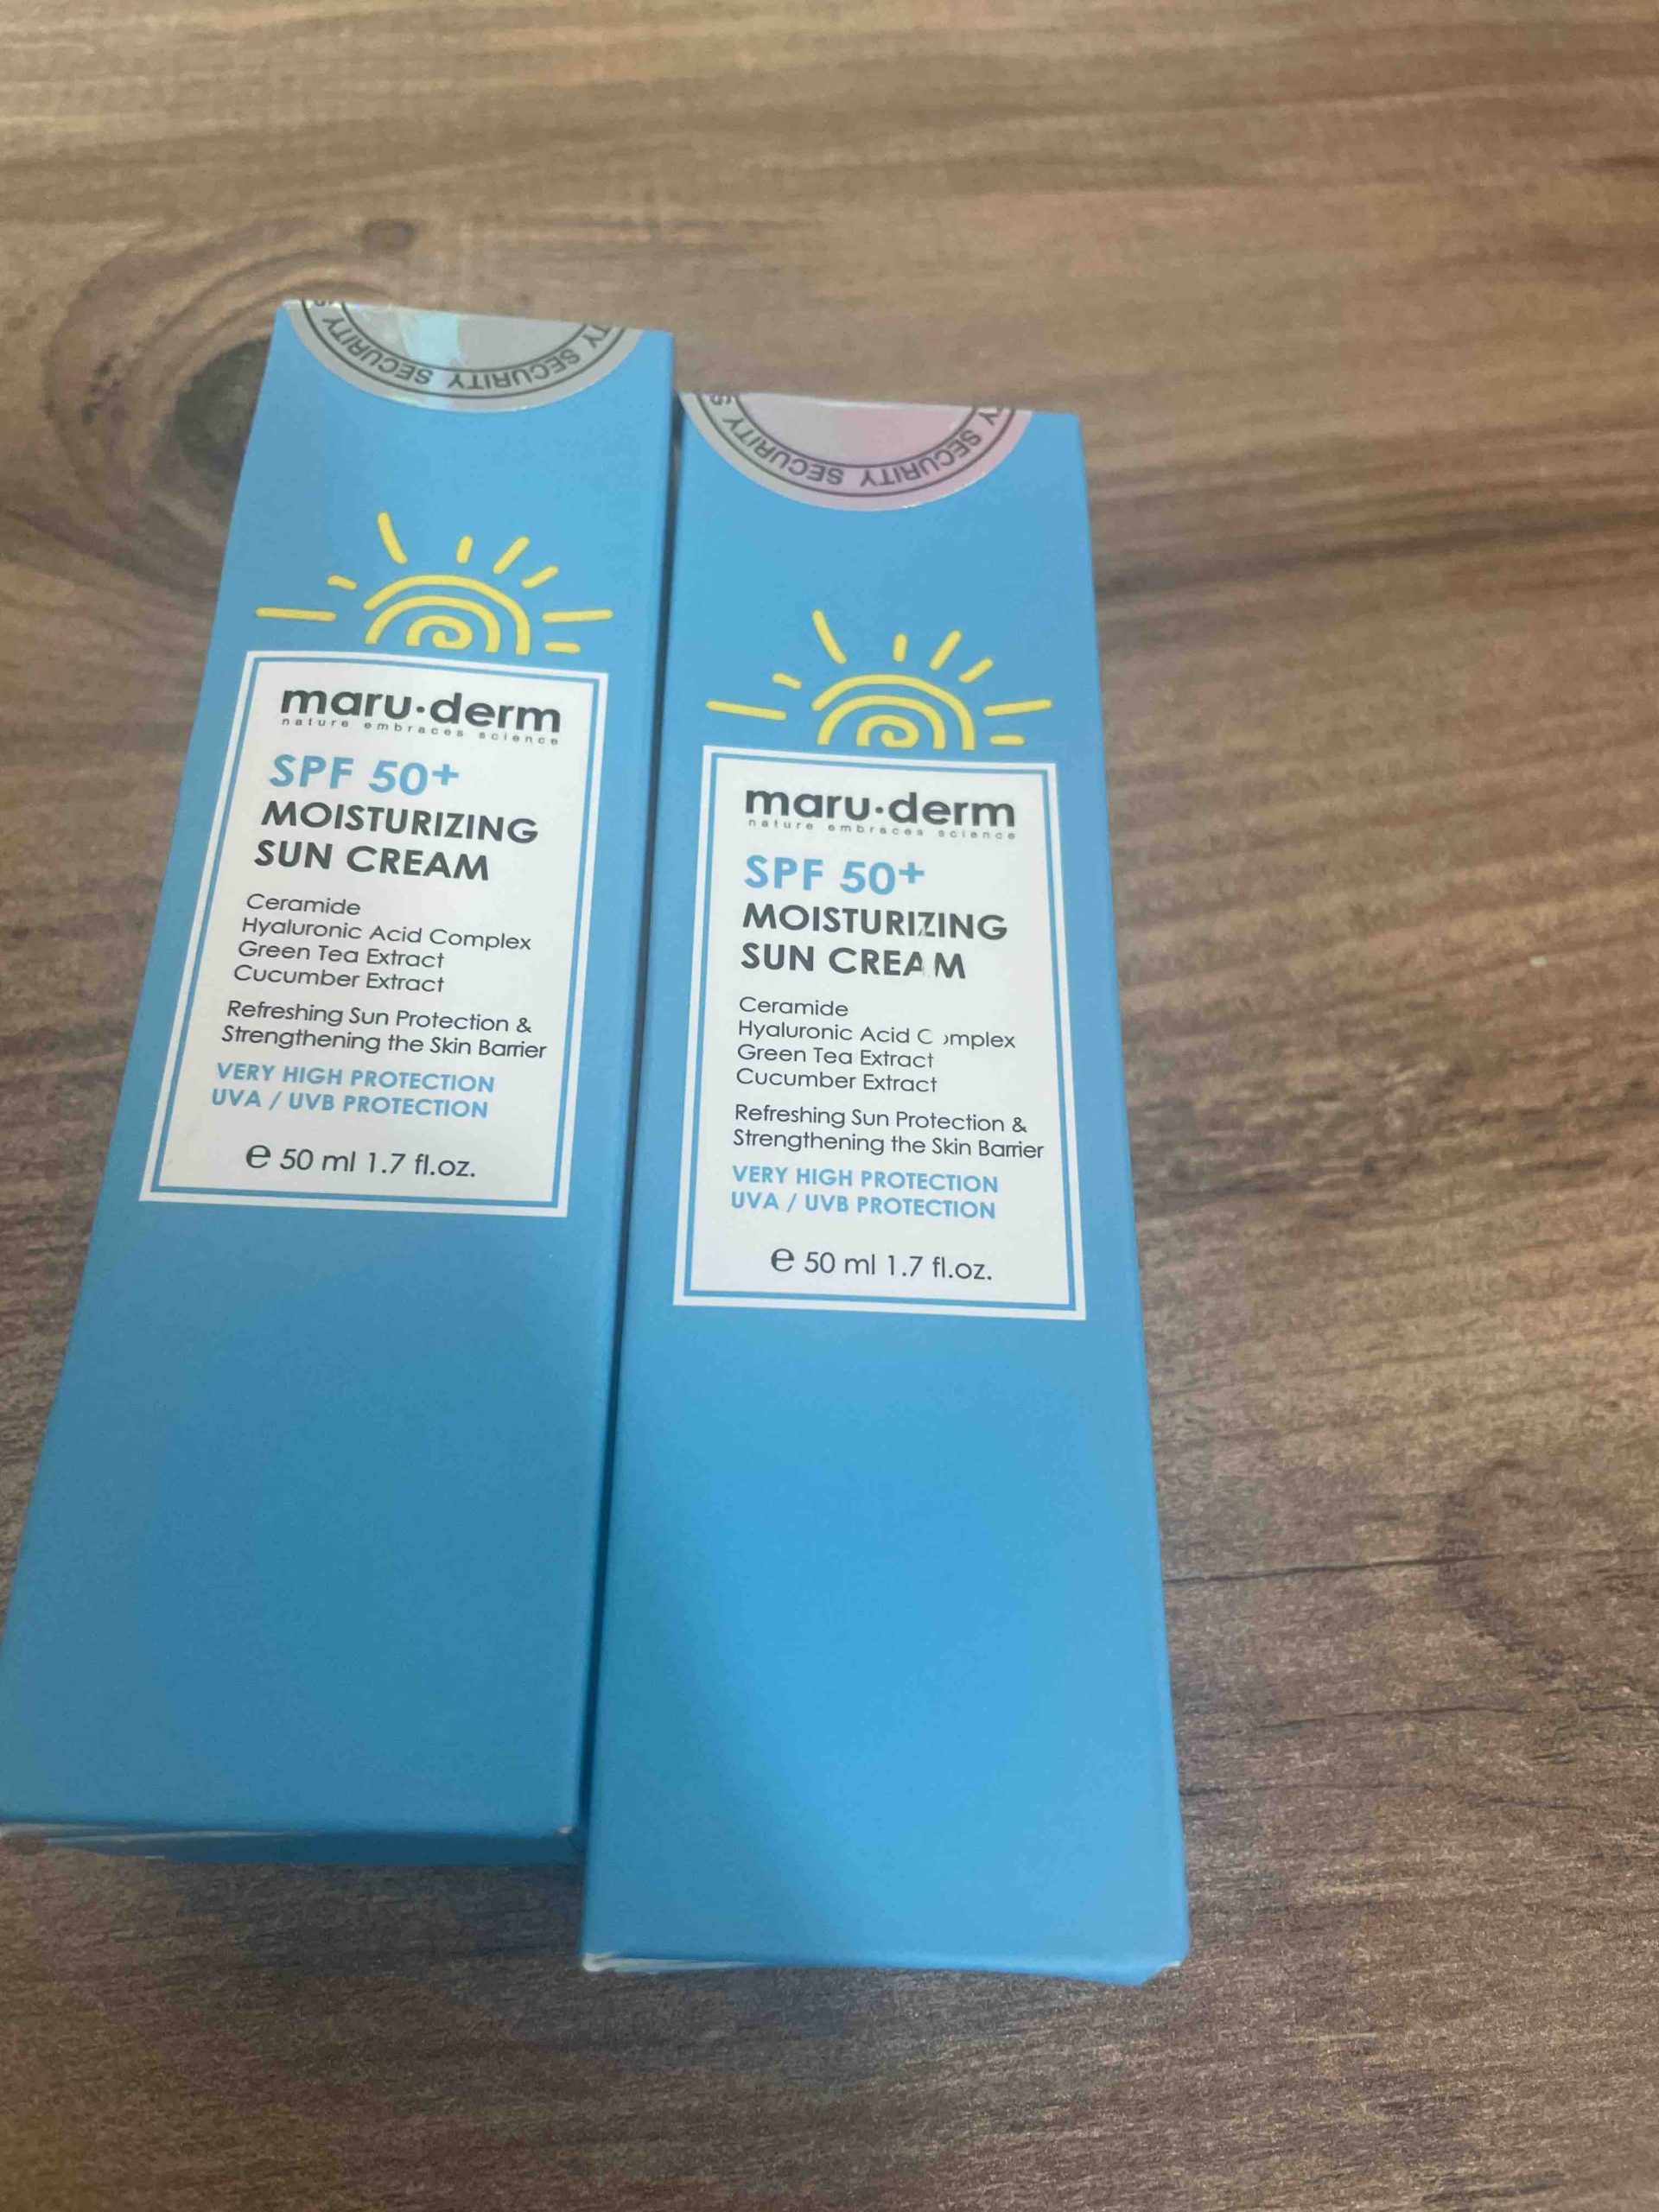 SECURITY SECURITY
maru·derm
nature embraces science
SPF 50+
MOISTURIZING
SUN CREAM
Ceramide
Hyaluronic Acid Complex
Green Tea Extract
Cucumber Extract
Refreshing Sun Protection &
Strengthening the Skin Barrier
VERY HIGH PROTECTION
UVA / UVB PROTECTION
e 50 ml 1.7 fl.oz.
SECURITY SECURITY
maru·derm
nature embraces science
SPF 50+
MOISTURIZING
SUN CREAM
Ceramide
Hyaluronic Acid C omplex
Green Tea Extract
Cucumber Extract
Refreshing Sun Protection &
Strengthening the Skin Barrier
VERY HIGH PROTECTION
UVA / UVB PROTECTION
e 50 ml 1.7 fl.oz.